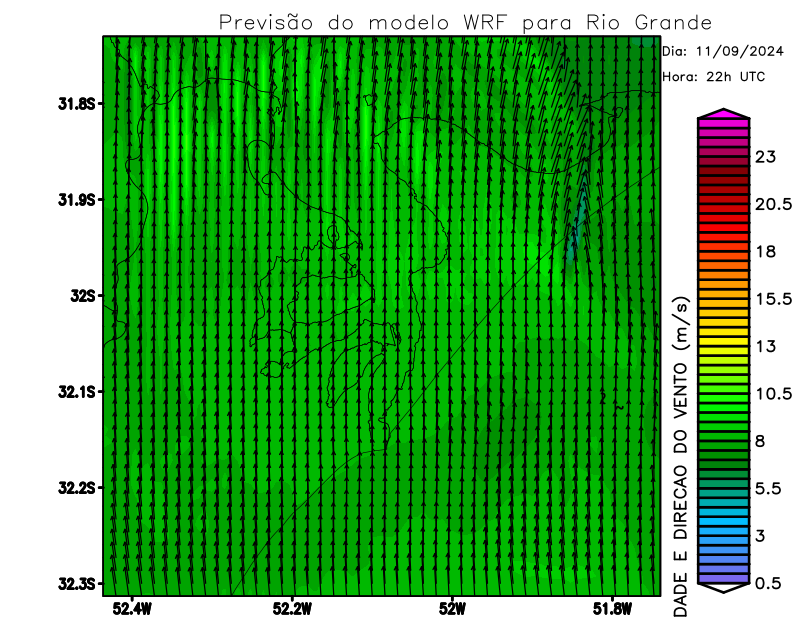 Previsão do modelo WRF para Rio Grande
Dia: 11/09/2024
Hora: 22h UTC
31.8S
31.9S
32S
32.1S
32.2S
32.3S
52.4W
52.2W
52W
51.8W
23
20.5
18
15.5
13
10.5
8
5.5
3
0.5
DADE E DIRECAO DO VENTO (m/s)